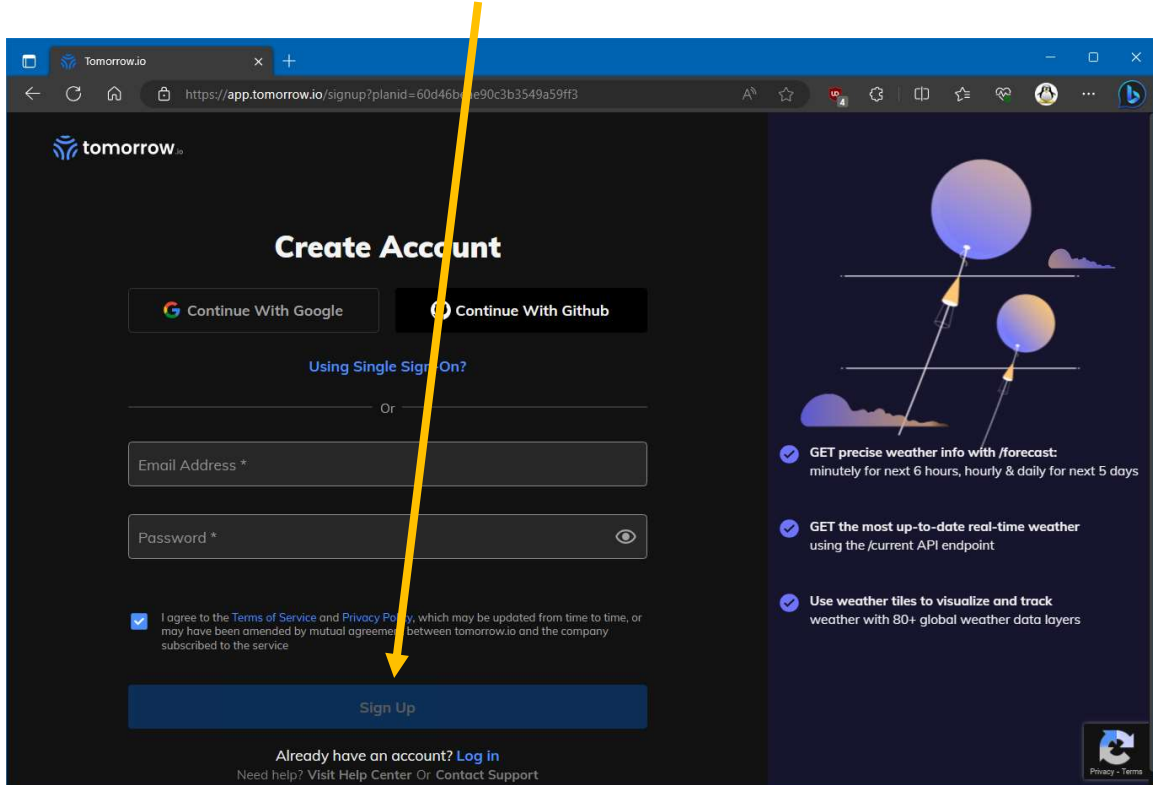 Tomorrow.io
https://app.tomorrow.io/signup?planid=60d46be
e90c3b3549a59ff3
4
tomorrow.io
Create Account
Continue With Google
Continue With Github
Using Single Sign-On?
Or
Email Address *
Password *
I agree to the Terms of Service and Privacy Policy, which may be updated from time to time, or
may have been amended by mutual agreement between tomorrow.io and the company
subscribed to the service
Sign Up
Already have an account? Log in
Need help? Visit Help Center Or Contact Support
GET precise weather info with /forecast:
minutely for next 6 hours, hourly & daily for next 5 days
GET the most up-to-date real-time weather
using the /current API endpoint
Use weather tiles to visualize and track
weather with 80+ global weather data layers
Privacy - Terms